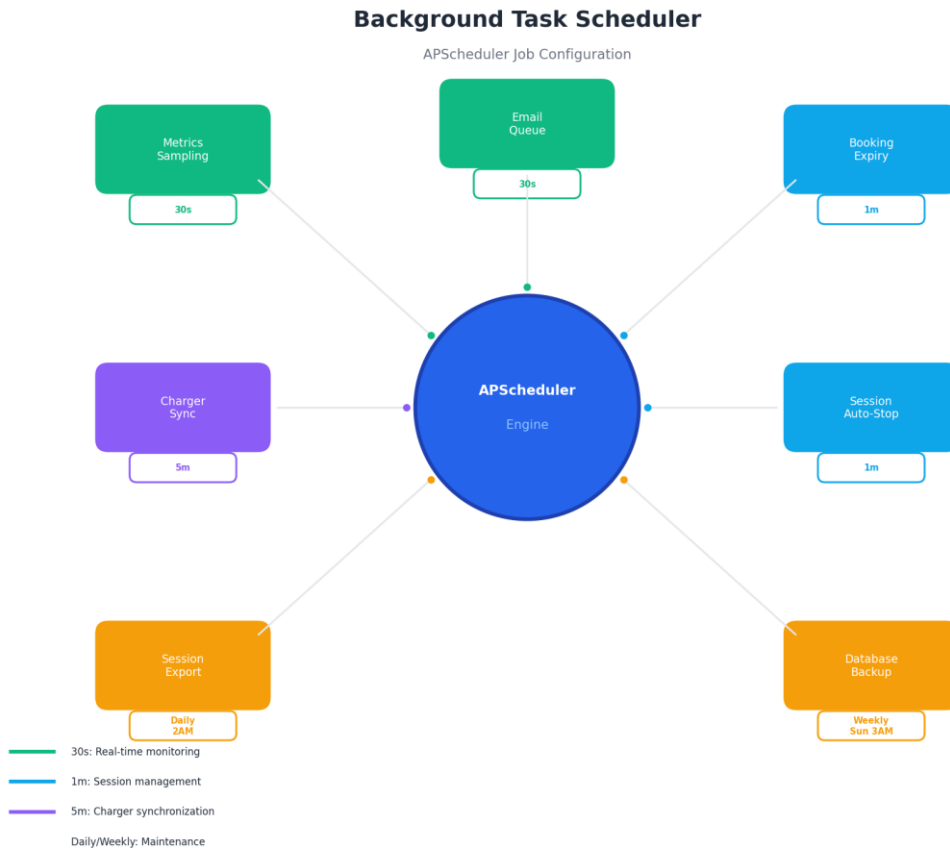 Background Task Scheduler
APScheduler Job Configuration
Email
Queue
30s
Metrics
Sampling
30s
Booking
Expiry
1m
Charger
Sync
5m
APScheduler
Engine
Session
Auto-Stop
1m
Session
Export
Daily
2AM
Database
Backup
Weekly
Sun 3AM
30s: Real-time monitoring
1m: Session management
5m: Charger synchronization
Daily/Weekly: Maintenance